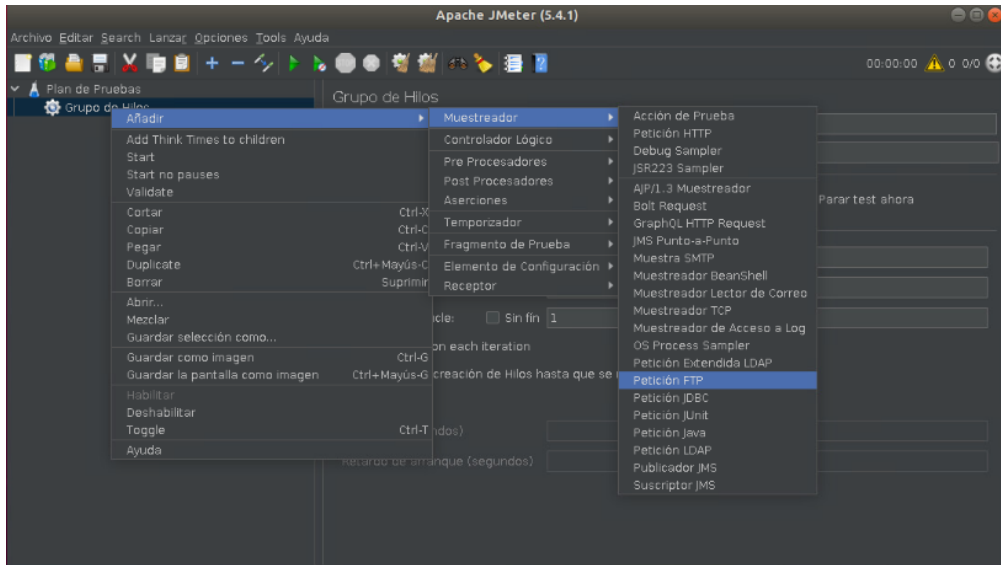 Apache JMeter (5.4.1)
Archivo Editar Search Lanzar Opciones Tools Ayuda
00:00:00 0 0/0
Plan de Pruebas
Grupo de Hilos
Grupo de Hilos
Añadir
Add Think Times to children
Start
Start no pauses
Validate
Cortar Ctrl-X
Copiar Ctrl-C
Pegar Ctrl-V
Duplicate Ctrl+Mayús-C
Borrar Suprimir
Abrir...
Mezclar
Guardar selección como...
Guardar como imagen Ctrl-G
Guardar la pantalla como imagen Ctrl+Mayús-G
Habilitar
Deshabilitar
Toggle Ctrl-T
Ayuda
Muestreador
Controlador Lógico
Pre Procesadores
Post Procesadores
Aserciones
Temporizador
Fragmento de Prueba
Elemento de Configuración
Receptor
Acción de Prueba
Petición HTTP
Debug Sampler
JSR223 Sampler
AJP/1.3 Muestreador
Bolt Request
GraphQL HTTP Request
JMS Punto-a-Punto
Muestra SMTP
Muestreador BeanShell
Muestreador Lector de Correo
Muestreador TCP
Muestreador de Acceso a Log
OS Process Sampler
Petición Extendida LDAP
Petición FTP
Petición JDBC
Petición JUnit
Petición Java
Petición LDAP
Publicador JMS
Suscriptor JMS
Parar test ahora
Sin fín 1
on each iteration
creación de Hilos hasta que se
Retardo de arranque (segundos)